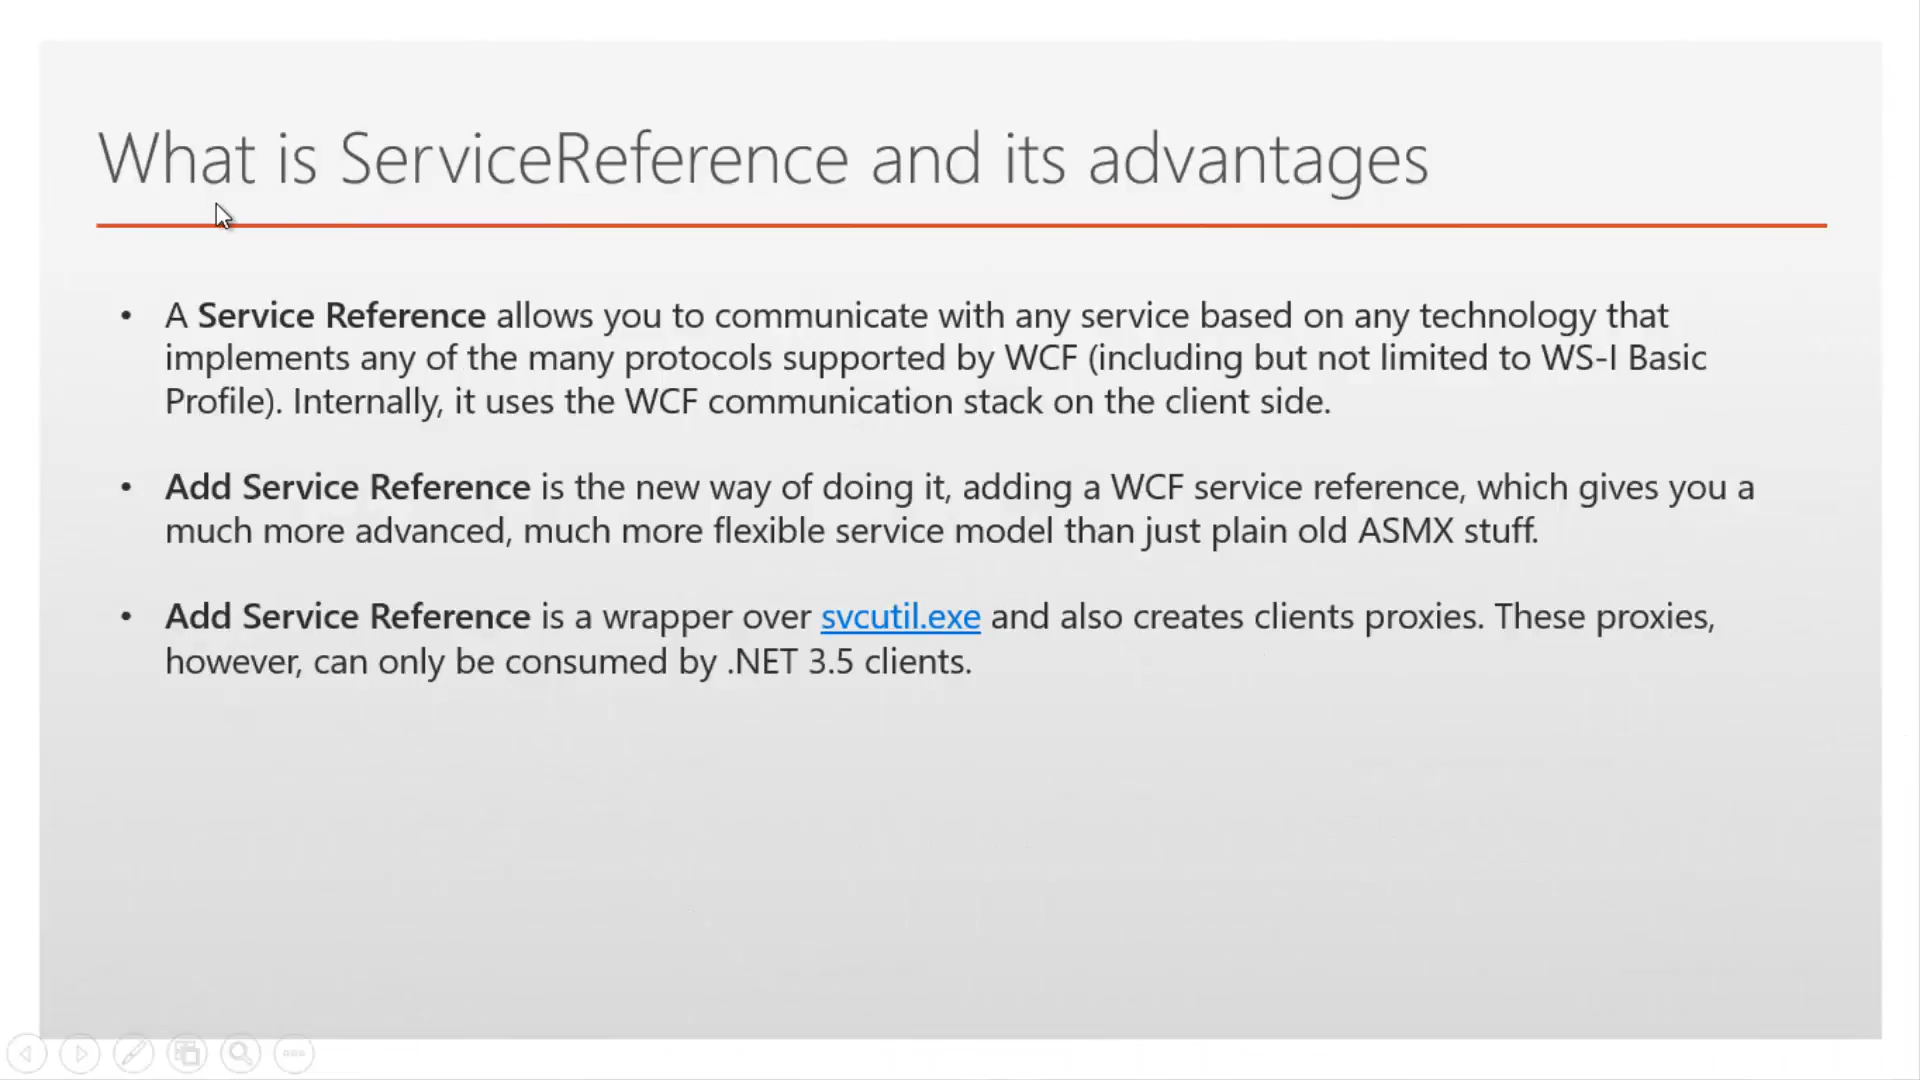 What is ServiceReference and its advantages
• A Service Reference allows you to communicate with any service based on any technology that
implements any of the many protocols supported by WCF (including but not limited to WS-I Basic
Profile). Internally, it uses the WCF communication stack on the client side.
• Add Service Reference is the new way of doing it, adding a WCF service reference, which gives you a
much more advanced, much more flexible service model than just plain old ASMX stuff.
• Add Service Reference is a wrapper over svcutil.exe and also creates clients proxies. These proxies,
however, can only be consumed by .NET 3.5 clients.